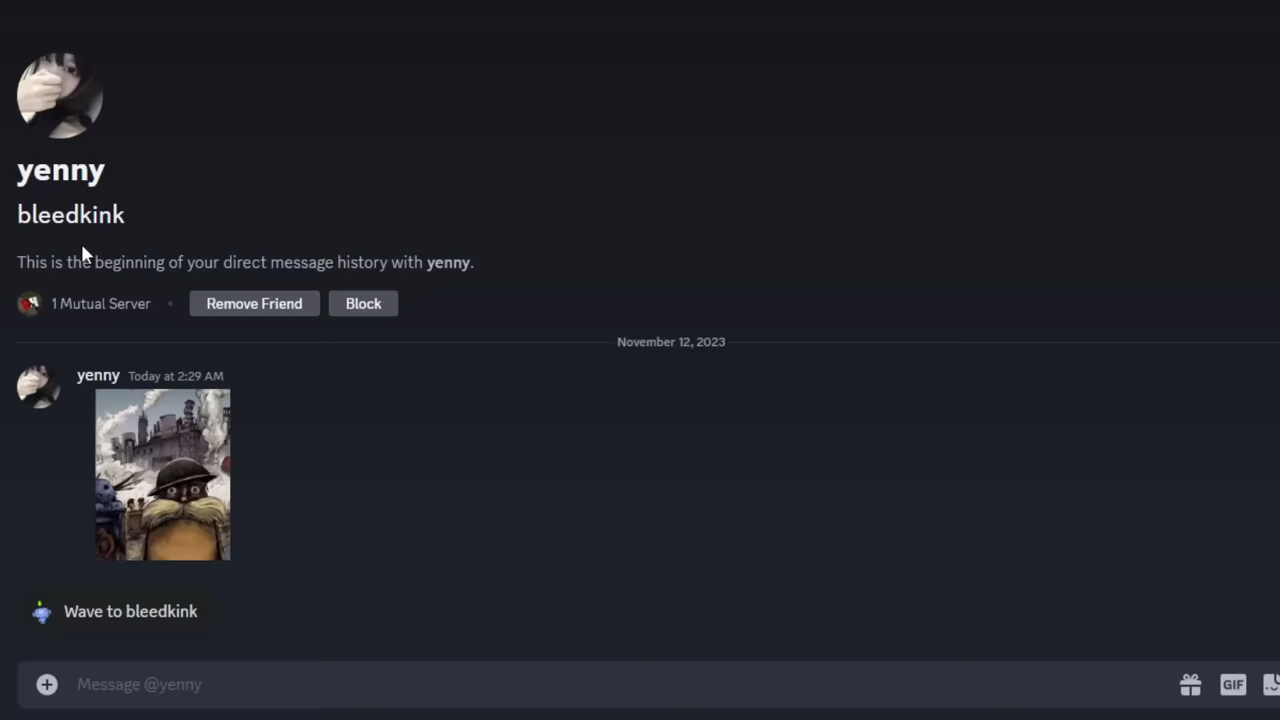 yenny
bleedkink
This is the beginning of your direct message history with yenny.
1 Mutual Server • Remove Friend Block
November 12, 2023
yenny Today at 2:29 AM
Wave to bleedkink
Message @yenny GIF